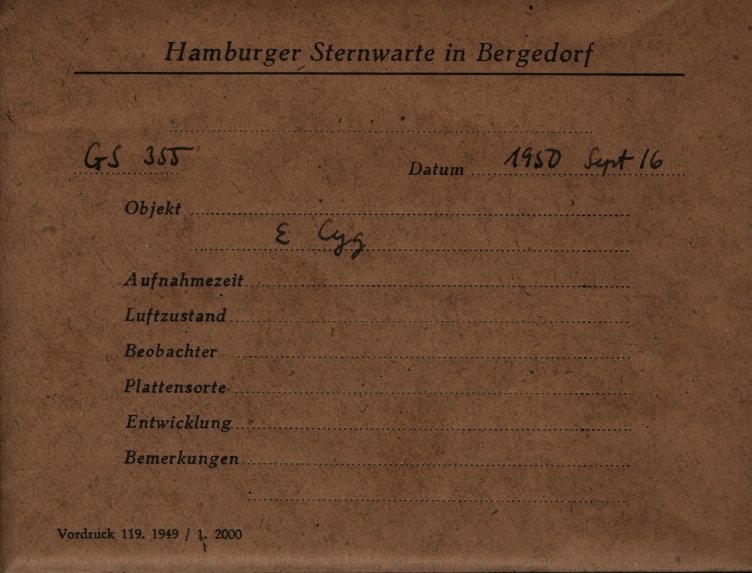 Hamburger Sternwarte in Bergedorf
GS 355 Datum 1950 Sept 16
Objekt
ε Cyg
Aufnahmezeit
Luftzustand
Beobachter
Plattensorte
Entwicklung
Bemerkungen
Vordruck 119. 1949 / 1. 2000